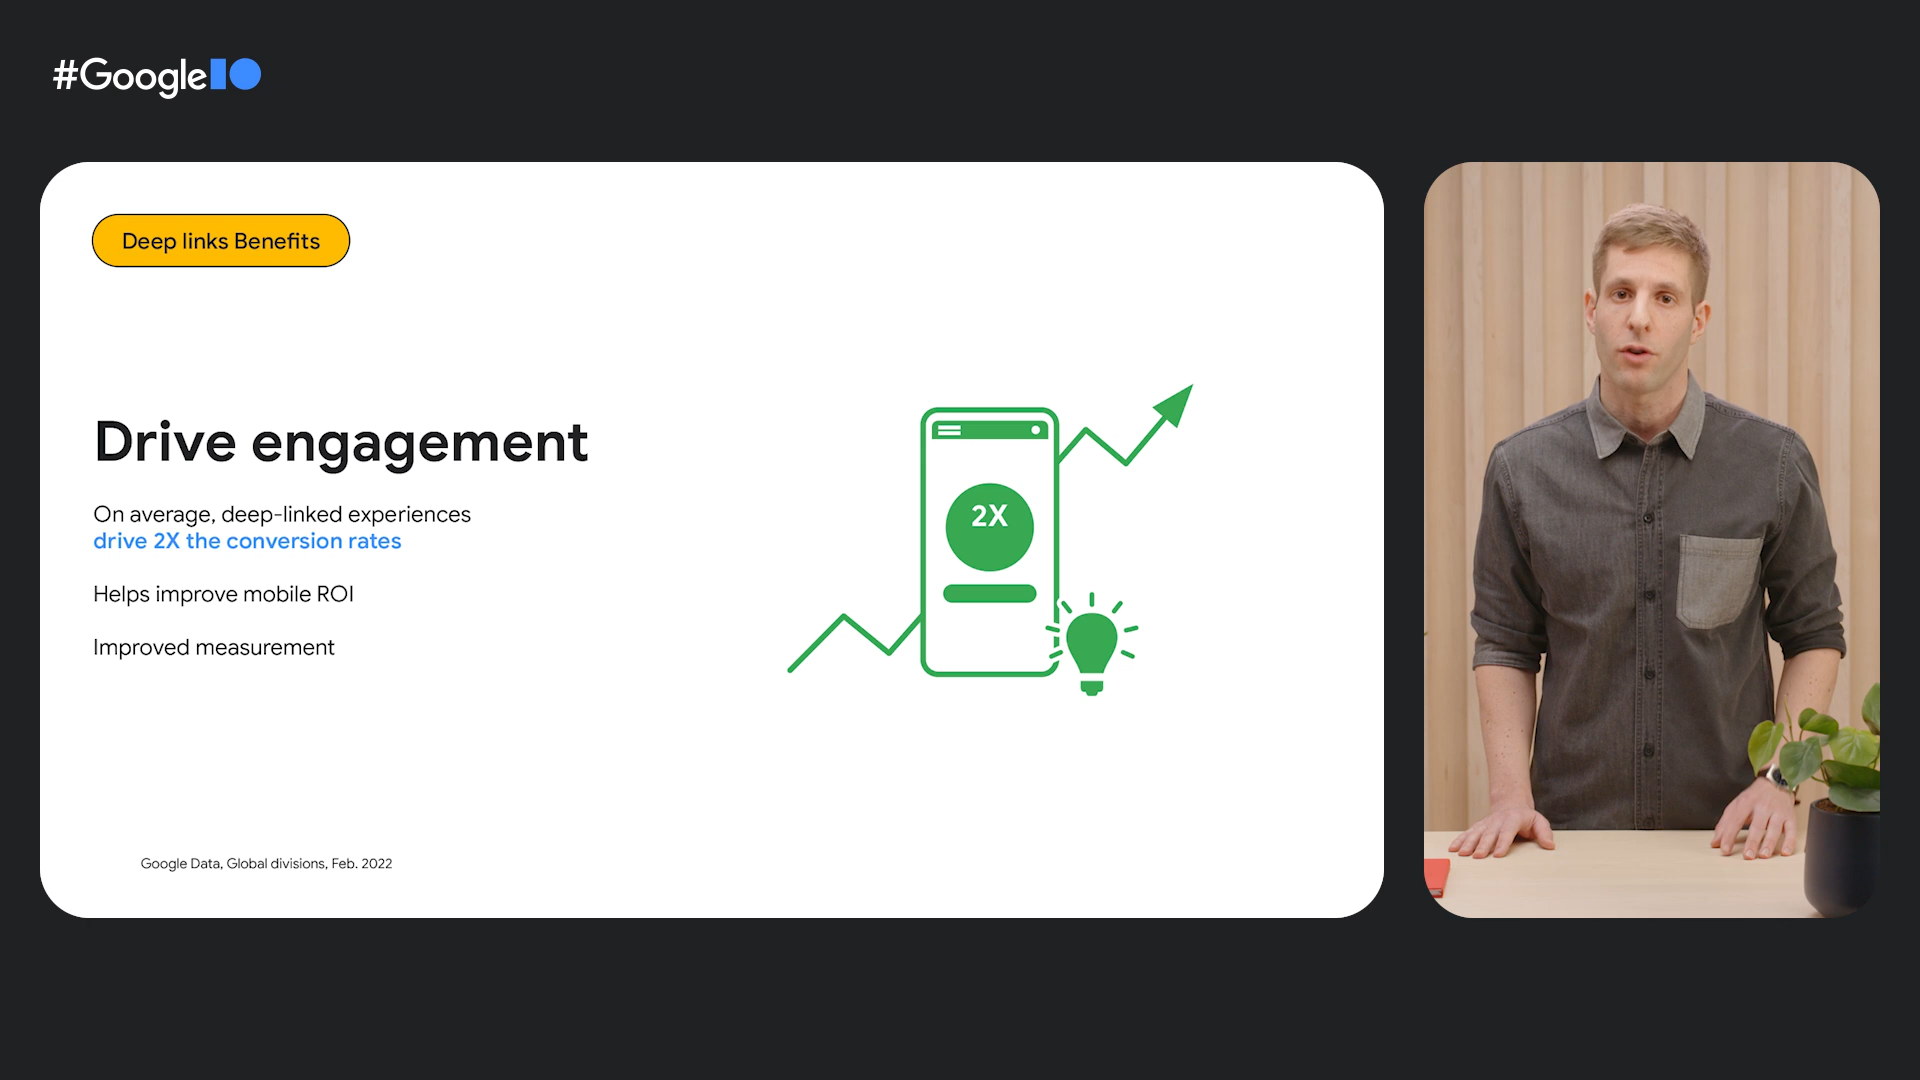 #GoogleIO
Deep links Benefits
Drive engagement
On average, deep-linked experiences
drive 2X the conversion rates
Helps improve mobile ROI
Improved measurement
2X
Google Data, Global divisions, Feb. 2022